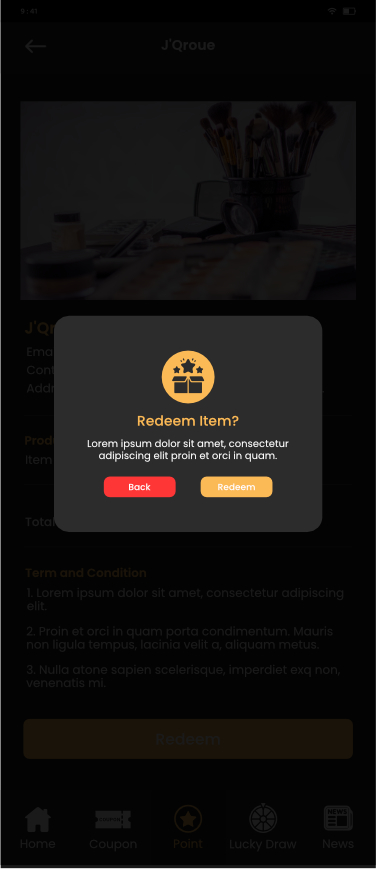 9:41
J'Qroue
J'Qr
Ema
Cont
Addr
Redeem Item?
Produ
Lorem ipsum dolor sit amet, consectetur
adipiscing elit proin et orci in quam.
Item
Back
Redeem
Total
Term and Condition
1. Lorem ipsum dolor sit amet, consectetur adipiscing
elit.
2. Proin et orci in quam porta condimentum. Mauris
non ligula tempus, lacinia velit a, aliquam metus.
3. Nulla atone sapien scelerisque, imperdiet exq non,
venenatis mi.
Redeem
NEWS
Home
Coupon
Point
Lucky Draw
News